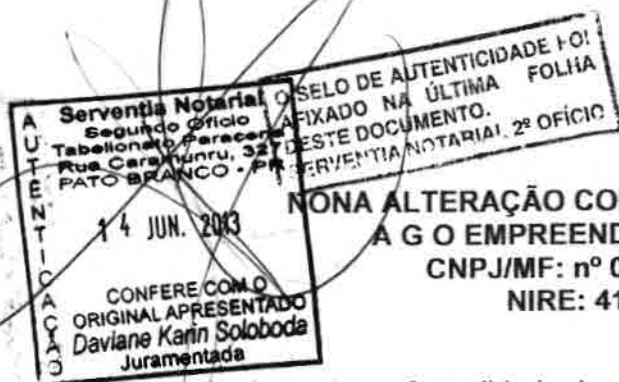 AUTENTICAÇÃO
Serventia Notarial
Segundo Ofício
Tabelionato
Rua 327
PATO BRANCO - PR
14 JUN. 2013
CONFERE COM O
ORIGINAL APRESENTADO
Daviane Karin Soloboda
Juramentada
O SELO DE AUTENTICIDADE FOI
AFIXADO NA ÚLTIMA FOLHA
DESTE DOCUMENTO.
SERVENTIA NOTARIAL 2º OFÍCIO
NONA ALTERAÇÃO CO
A G O EMPREEND
CNPJ/MF: nº 0
NIRE: 41